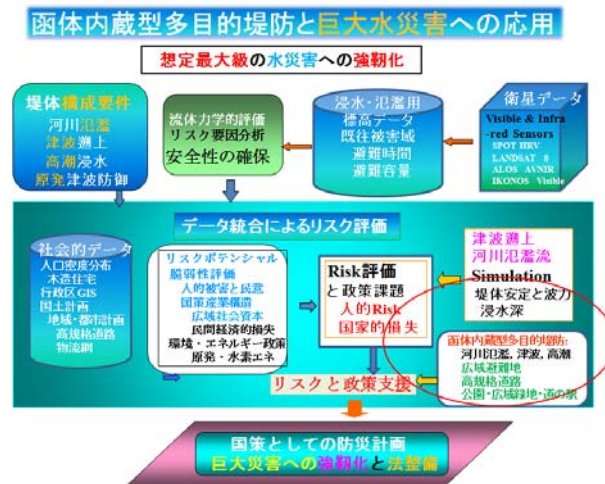 函体内蔵型多目的堤防と巨大水災害への応用
想定最大級の水災害への強靭化
堤体構成要件
河川氾濫
津波遡上
高潮浸水
原発津波防御
流体力学的評価
リスク要因分析
安全性の確保
浸水・氾濫用
標高データ
既往被害域
避難時間
避難容量
衛星データ
Visible & Infra
-red Sensors
SPOT HRV
LANDSAT 8
ALOS AVNIR
IKONOS Visible
データ統合によるリスク評価
社会的データ
人口密度分布
木造住宅
行政区GIS
国土計画
地域・都市計画
高規格道路
物流網
リスクポテンシャル
脆弱性評価
人的被害と民意
国策産業構造
広域社会資本
民間経済的損失
環境・エネルギー政策
原発・水素エネ
Risk評価
と政策課題
人的Risk
国家的損失
津波遡上
河川氾濫流
Simulation
堤体安定と波力
浸水深
函体内蔵型多目的堤防:
河川氾濫, 津波, 高潮
広域避難地
高規格道路
公園・広域緑地・道の駅
リスクと政策支援
国策としての防災計画
巨大災害への強靭化と法整備